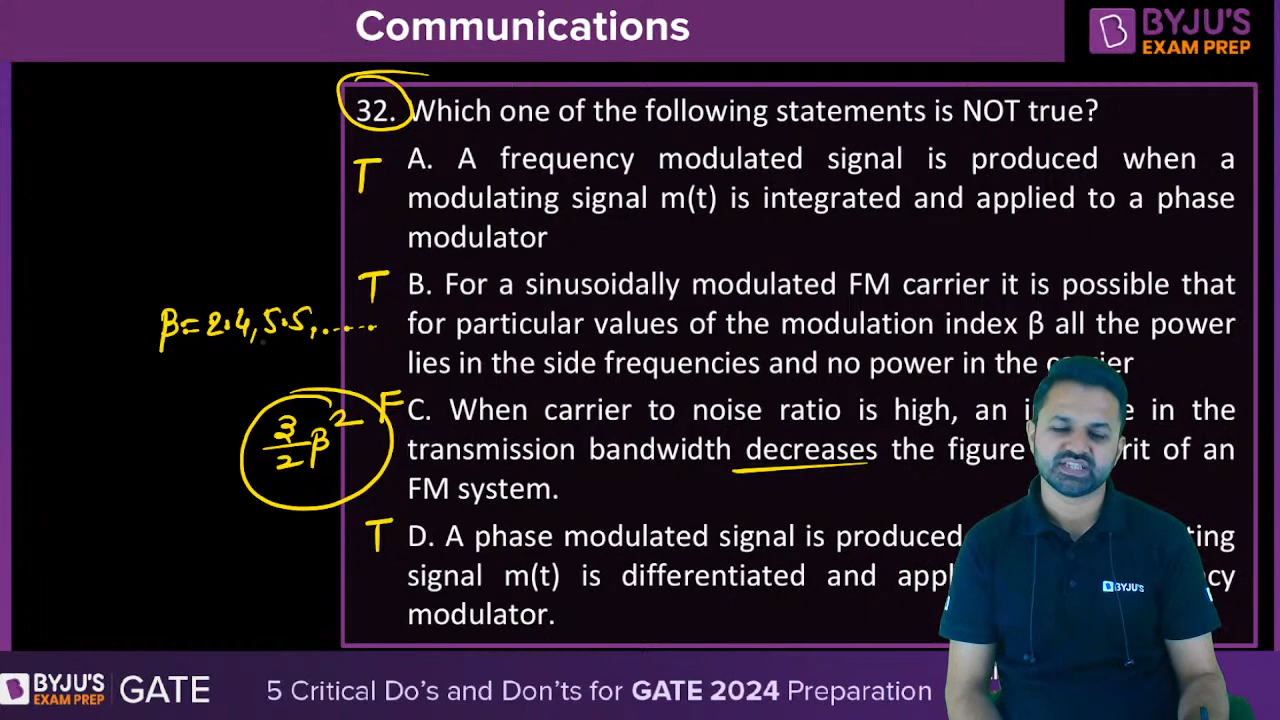 Communications
BYJU'S
EXAM PREP
32. Which one of the following statements is NOT true?
T A. A frequency modulated signal is produced when a
modulating signal m(t) is integrated and applied to a phase
modulator
T B. For a sinusoidally modulated FM carrier it is possible that
β=2.4, 5.5, .....
for particular values of the modulation index β all the power
lies in the side frequencies and no power in the
3/2 β²
F C. When carrier to noise ratio is high, an in the
transmission bandwidth decreases the figure of an
FM system.
T D. A phase modulated signal is produced
signal m(t) is differentiated and
modulator.
BYJU'S
BYJU'S
EXAM PREP
GATE
5 Critical Do's and Don'ts for GATE 2024 Preparation